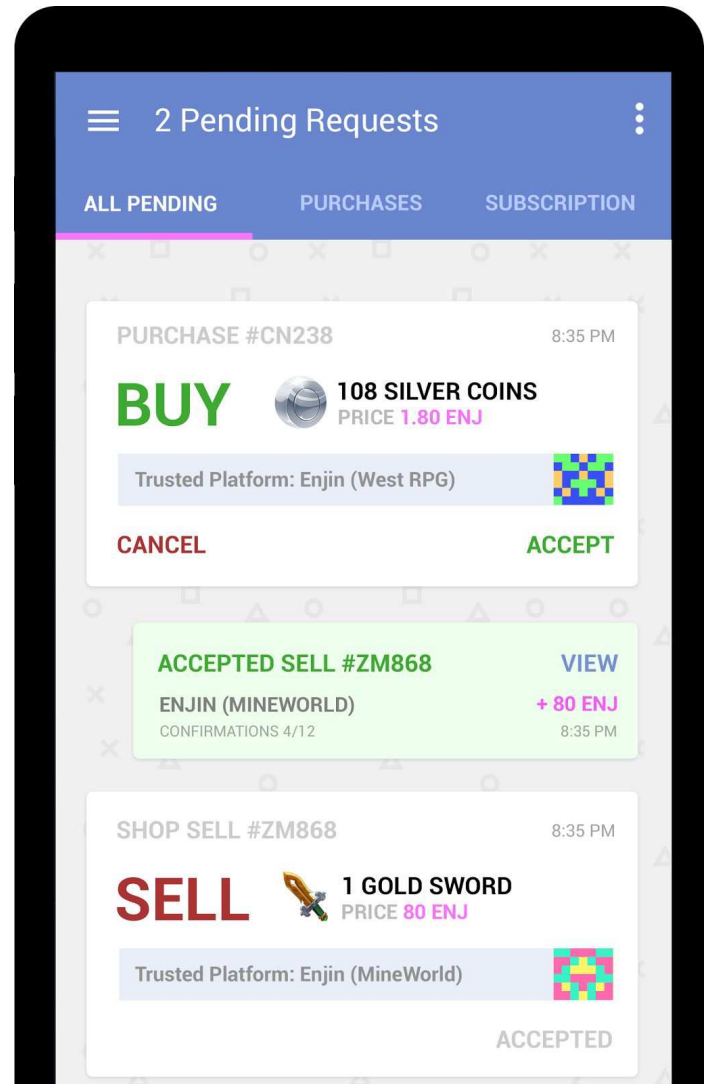 2 Pending Requests
ALL PENDING PURCHASES SUBSCRIPTION
PURCHASE #CN238 8:35 PM
BUY 108 SILVER COINS
PRICE 1.80 ENJ
Trusted Platform: Enjin (West RPG)
CANCEL ACCEPT
ACCEPTED SELL #ZM868 VIEW
ENJIN (MINEWORLD) + 80 ENJ
CONFIRMATIONS 4/12 8:35 PM
SHOP SELL #ZM868 8:35 PM
SELL 1 GOLD SWORD
PRICE 80 ENJ
Trusted Platform: Enjin (MineWorld)
ACCEPTED